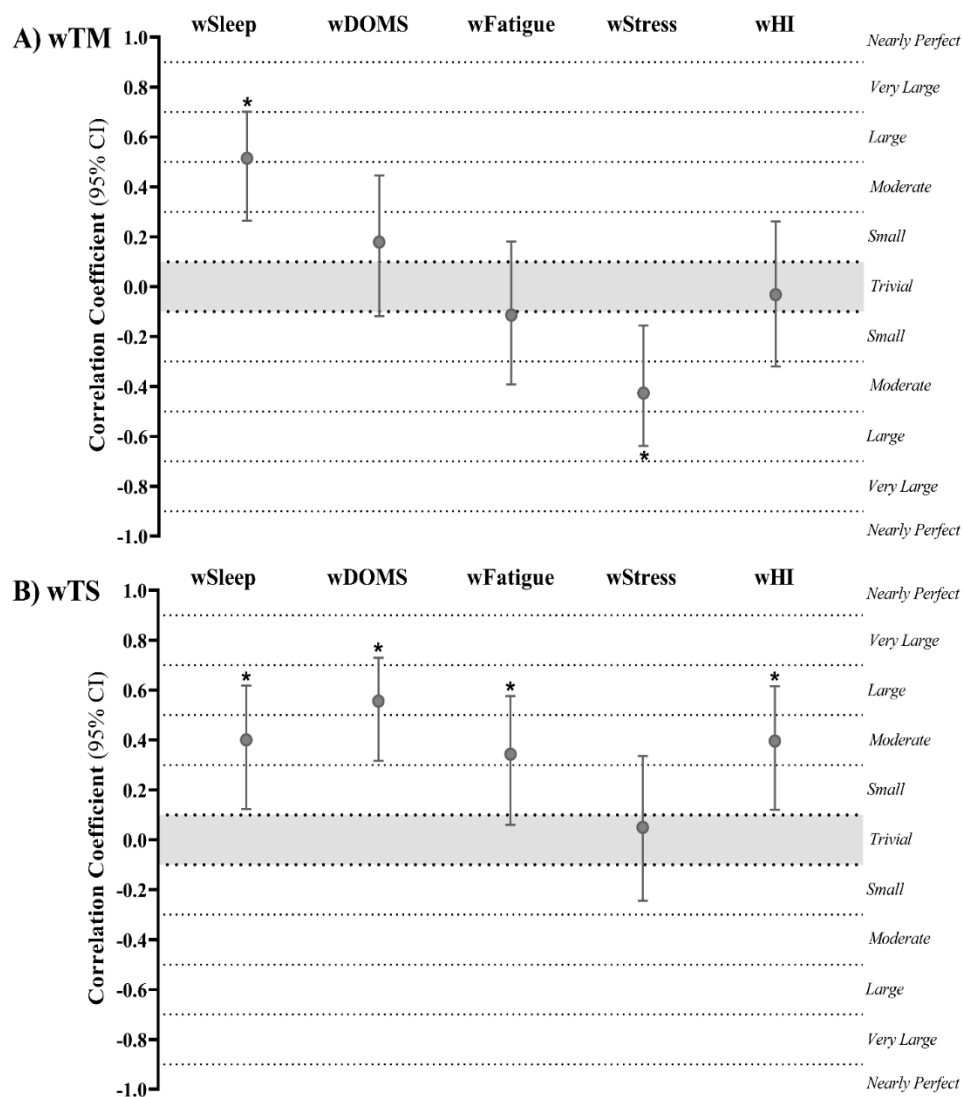 wSleep wDOMS wFatigue wStress wHI
A) wTM
Correlation Coefficient (95% CI)
1.0
0.8
0.6
0.4
0.2
0.0
-0.2
-0.4
-0.6
-0.8
-1.0
*
*
Nearly Perfect
Very Large
Large
Moderate
Small
Trivial
Small
Moderate
Large
Very Large
Nearly Perfect
wSleep wDOMS wFatigue wStress wHI
B) wTS
Correlation Coefficient (95% CI)
1.0
0.8
0.6
0.4
0.2
0.0
-0.2
-0.4
-0.6
-0.8
-1.0
* * * *
Nearly Perfect
Very Large
Large
Moderate
Small
Trivial
Small
Moderate
Large
Very Large
Nearly Perfect